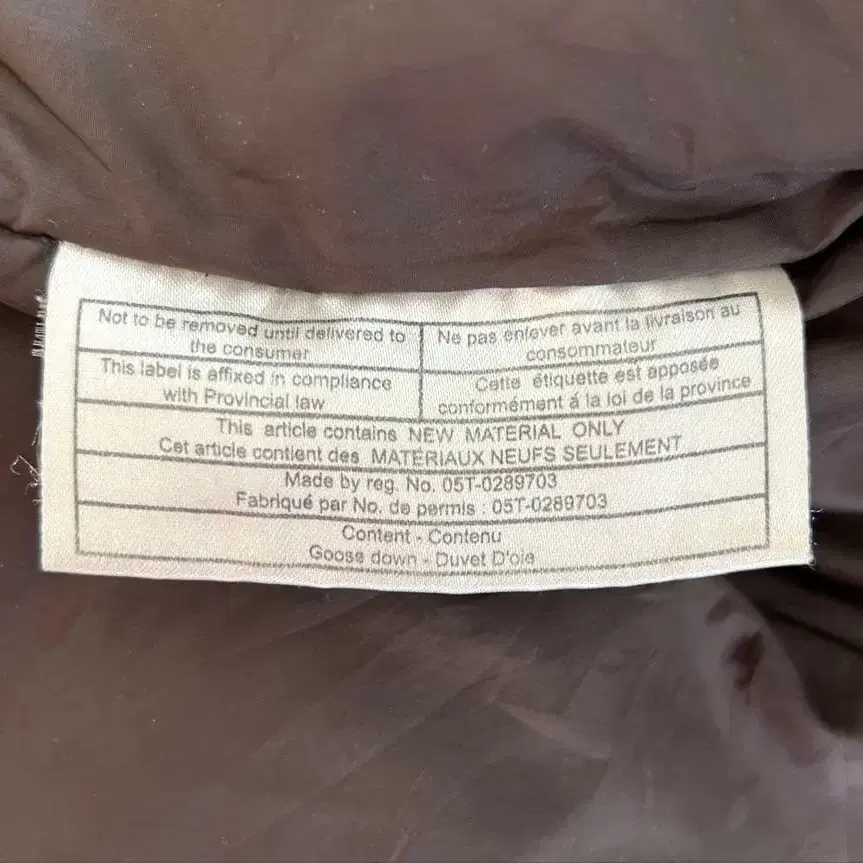 Not to be removed until delivered to
the consumer
Ne pas enlever avant la livraison au
consommateur
This label is affixed in compliance
with Provincial law
Cette étiquette est apposée
conformément á la loi de la province
This article contains NEW MATERIAL ONLY
Cet article contient des MATERIAUX NEUFS SEULEMENT
Made by reg. No. 05T-0289703
Fabriqué par No. de permis : 05T-0289703
Content - Contenu
Goose down - Duvet D'oie